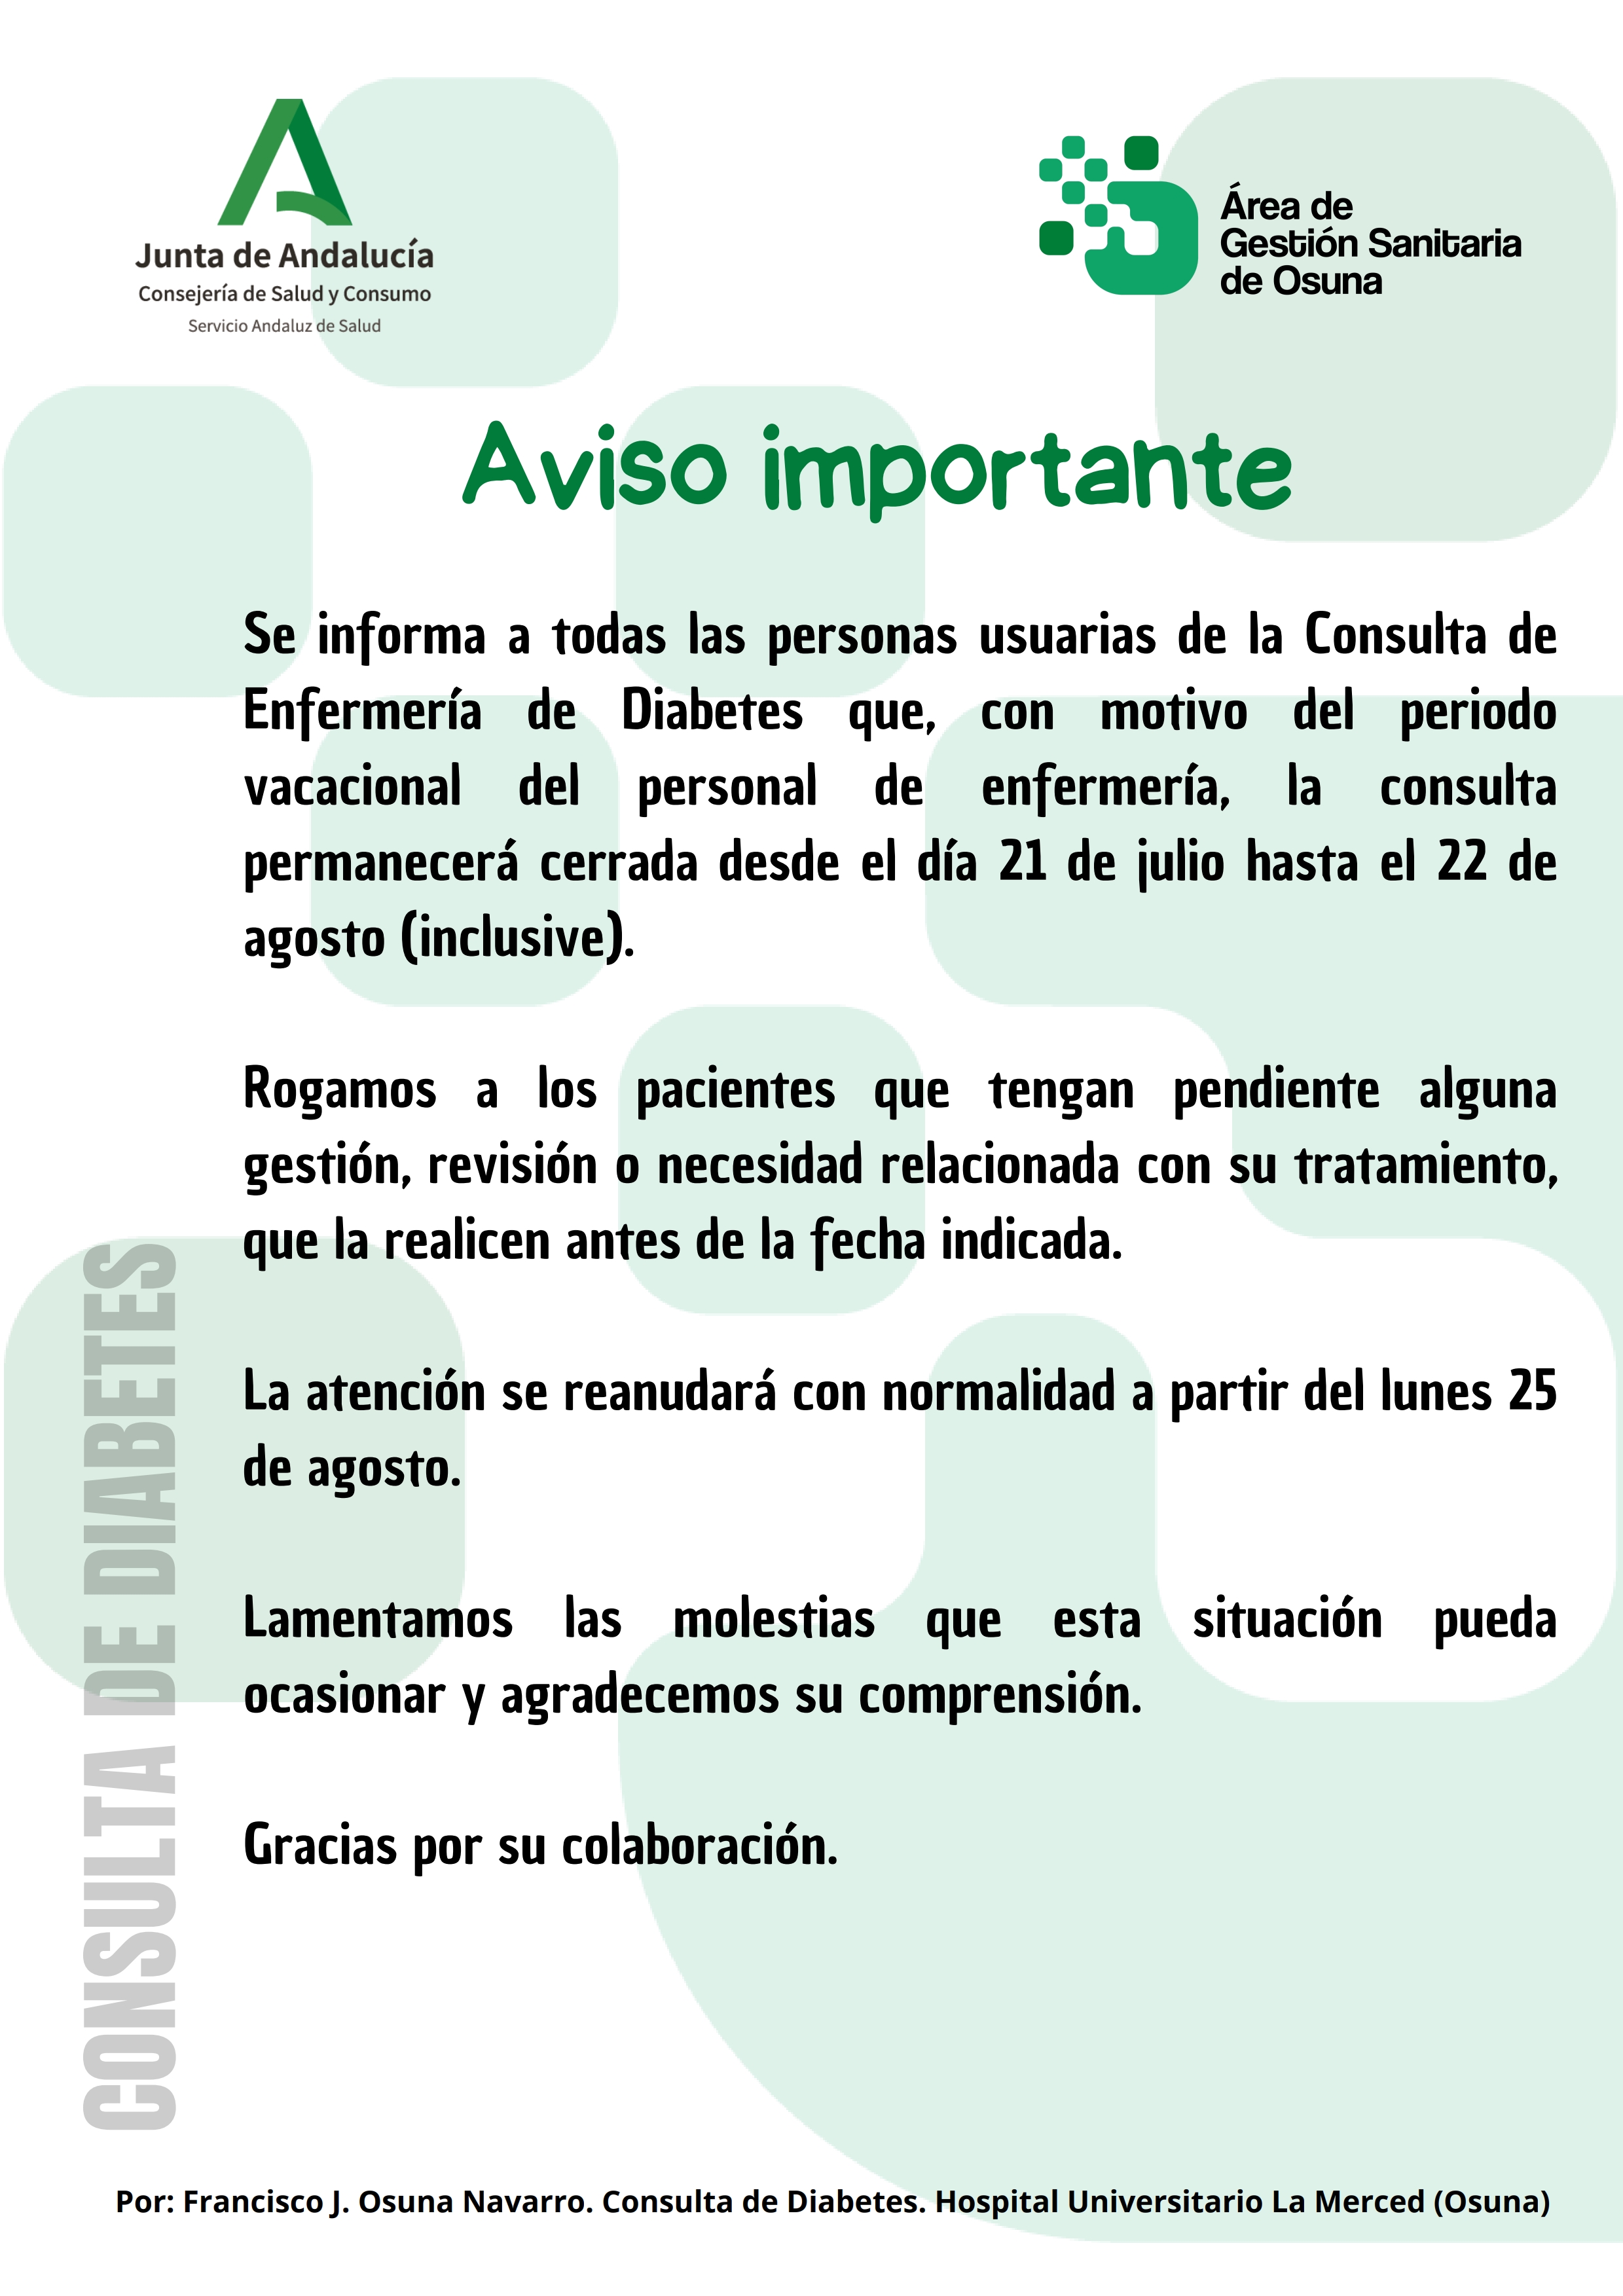 Junta de Andalucía
Consejería de Salud y Consumo
Servicio Andaluz de Salud
Área de
Gestión Sanitaria
de Osuna
Aviso importante
Se informa a todas las personas usuarias de la Consulta de
Enfermería de Diabetes que, con motivo del periodo
vacacional del personal de enfermería, la consulta
permanecerá cerrada desde el día 21 de julio hasta el 22 de
agosto (inclusive).
Rogamos a los pacientes que tengan pendiente alguna
gestión, revisión o necesidad relacionada con su tratamiento,
que la realicen antes de la fecha indicada.
La atención se reanudará con normalidad a partir del lunes 25
de agosto.
Lamentamos las molestias que esta situación pueda
ocasionar y agradecemos su comprensión.
Gracias por su colaboración.
CONSULTA DE DIABETES
Por: Francisco J. Osuna Navarro. Consulta de Diabetes. Hospital Universitario La Merced (Osuna)